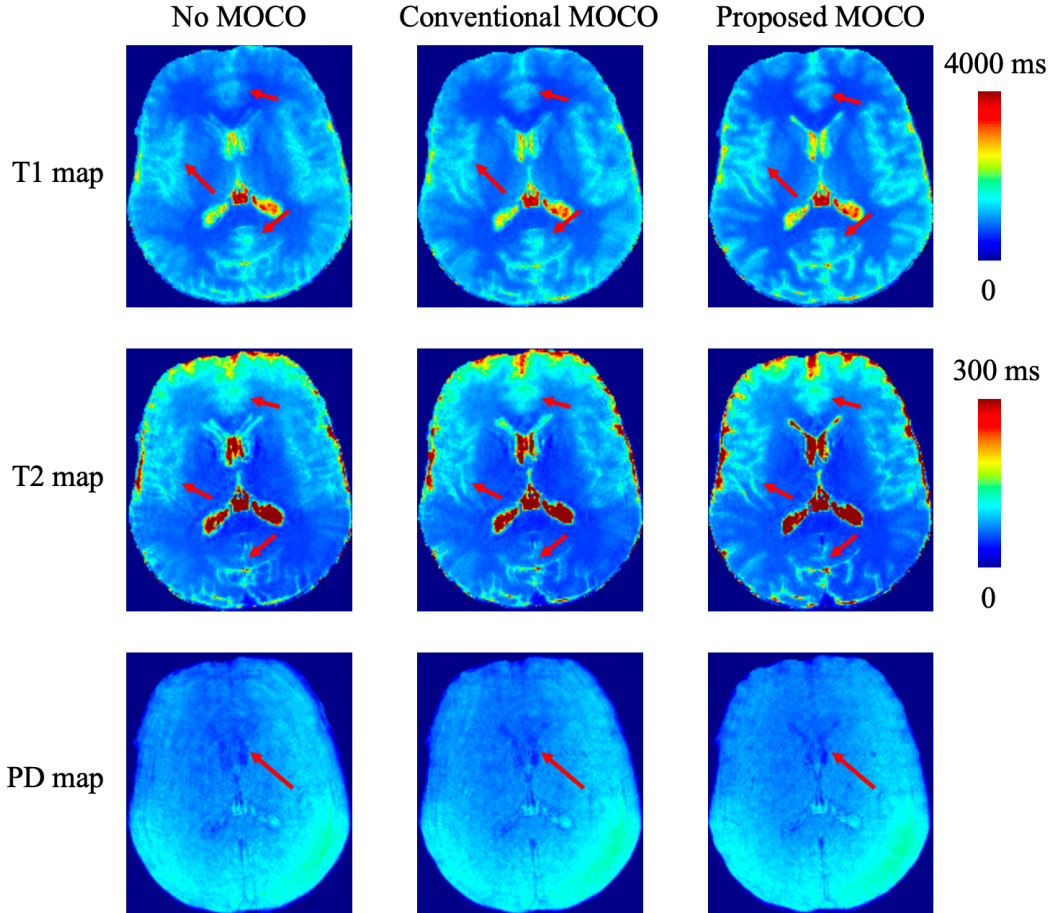 No MOCO
Conventional MOCO
Proposed MOCO
4000 ms
T1 map
0
300 ms
T2 map
0
PD map